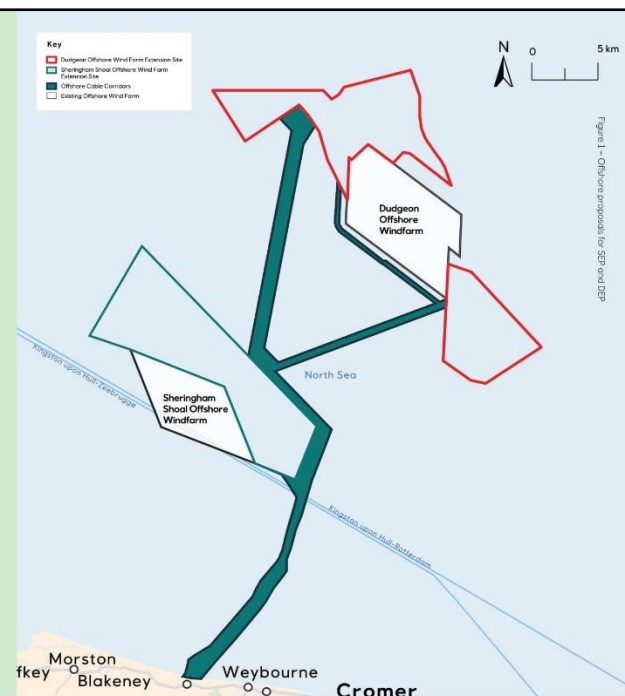 Key
Dudgeon Offshore Wind Farm Extension Site
Sheringham Shoal Offshore Wind Farm
Extension Site
Offshore Cable Corridors
Existing Offshore Wind Farm
N
0 5 km
Figure 1 – Offshore proposals for SEP and DEP
Dudgeon
Offshore
Windfarm
Kingston upon Hull-Zeebrugge
North Sea
Sheringham
Shoal Offshore
Windfarm
Kingston upon Hull-Rotterdam
Morston
ffkey
Blakeney
Weybourne
Cromer